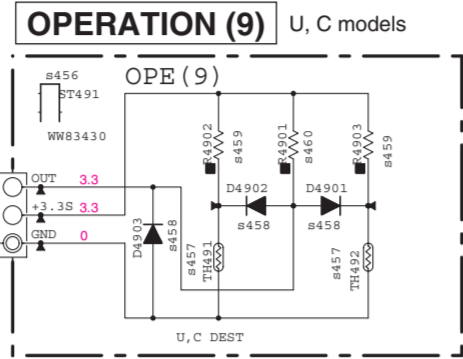 OPERATION (9) U, C models
s456
OPE(9)
ST491
WW83430
R4902
s459
R4901
s460
R4903
s459
OUT 3.3
+3.3S 3.3
GND 0
D4902
D4901
s458
s458
D4903
s458
s457
TH491
s457
TH492
U,C DEST